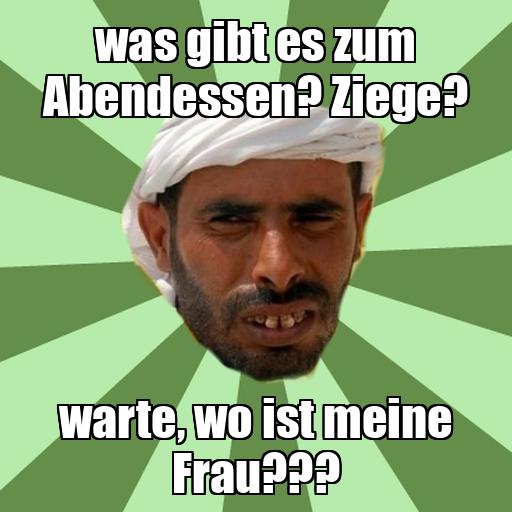 was gibt es zum
Abendessen? Ziege?
warte, wo ist meine
Frau???